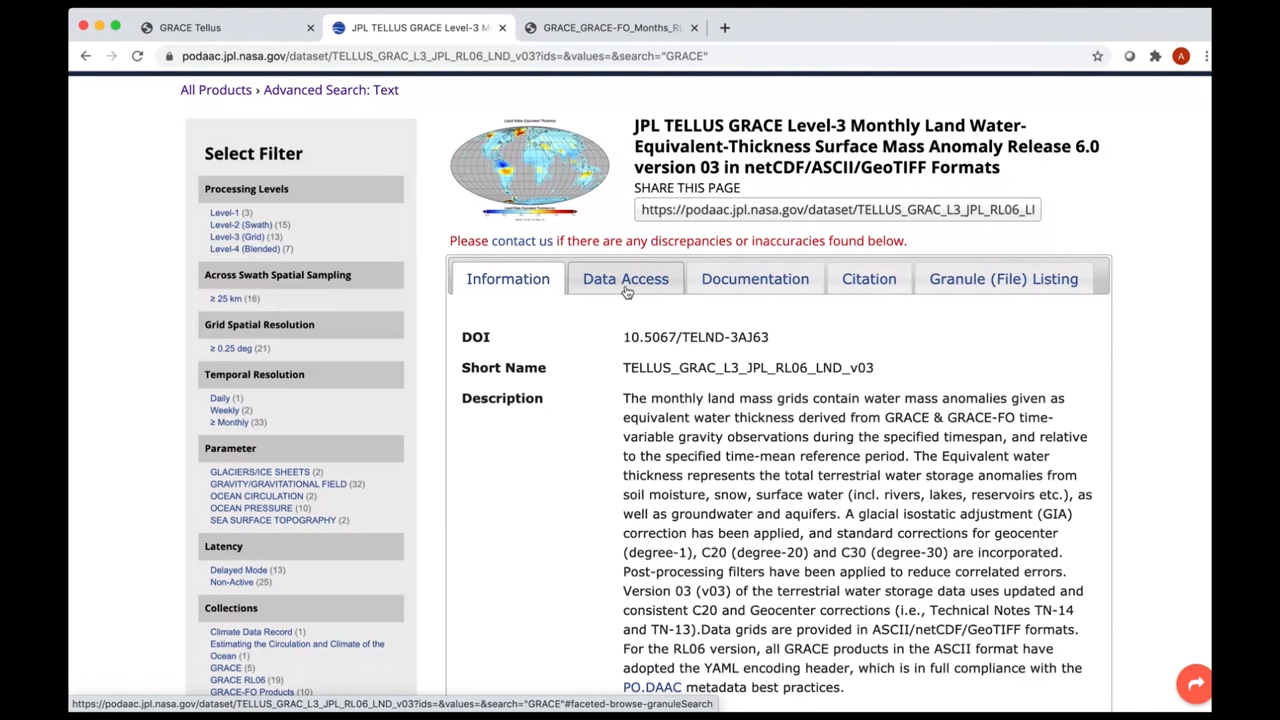 GRACE Tellus
JPL TELLUS GRACE Level-3 M
GRACE_GRACE-FO_Months_RL
podaac.jpl.nasa.gov/dataset/TELLUS_GRAC_L3_JPL_RL06_LND_v03?ids=&values=&search="GRACE"
A
All Products › Advanced Search: Text
Select Filter
Processing Levels
Level-1 (3)
Level-2 (Swath) (15)
Level-3 (Grid) (13)
Level-4 (Blended) (7)
Across Swath Spatial Sampling
≥ 25 km (16)
Grid Spatial Resolution
≥ 0.25 deg (21)
Temporal Resolution
Daily (1)
Weekly (2)
≥ Monthly (33)
Parameter
GLACIERS/ICE SHEETS (2)
GRAVITY/GRAVITATIONAL FIELD (32)
OCEAN CIRCULATION (2)
OCEAN PRESSURE (10)
SEA SURFACE TOPOGRAPHY (2)
Latency
Delayed Mode (13)
Non-Active (25)
Collections
Climate Data Record (1)
Estimating the Circulation and Climate of the
Ocean (1)
GRACE (5)
GRACE RL06 (19)
GRACE-FO Products (10)
JPL TELLUS GRACE Level-3 Monthly Land Water-
Equivalent-Thickness Surface Mass Anomaly Release 6.0
version 03 in netCDF/ASCII/GeoTIFF Formats
SHARE THIS PAGE
https://podaac.jpl.nasa.gov/dataset/TELLUS_GRAC_L3_JPL_RL06_LI
Please contact us if there are any discrepancies or inaccuracies found below.
Information
Data Access
Documentation
Citation
Granule (File) Listing
DOI
10.5067/TELND-3AJ63
Short Name
TELLUS_GRAC_L3_JPL_RL06_LND_v03
Description
The monthly land mass grids contain water mass anomalies given as
equivalent water thickness derived from GRACE & GRACE-FO time-
variable gravity observations during the specified timespan, and relative
to the specified time-mean reference period. The Equivalent water
thickness represents the total terrestrial water storage anomalies from
soil moisture, snow, surface water (incl. rivers, lakes, reservoirs etc.), as
well as groundwater and aquifers. A glacial isostatic adjustment (GIA)
correction has been applied, and standard corrections for geocenter
(degree-1), C20 (degree-20) and C30 (degree-30) are incorporated.
Post-processing filters have been applied to reduce correlated errors.
Version 03 (v03) of the terrestrial water storage data uses updated and
consistent C20 and Geocenter corrections (i.e., Technical Notes TN-14
and TN-13).Data grids are provided in ASCII/netCDF/GeoTIFF formats.
For the RL06 version, all GRACE products in the ASCII format have
adopted the YAML encoding header, which is in full compliance with the
PO.DAAC metadata best practices.
https://podaac.jpl.nasa.gov/dataset/TELLUS_GRAC_L3_JPL_RL06_LND_v03?ids=&values=&search="GRACE"#faceted-browse-granuleSearch